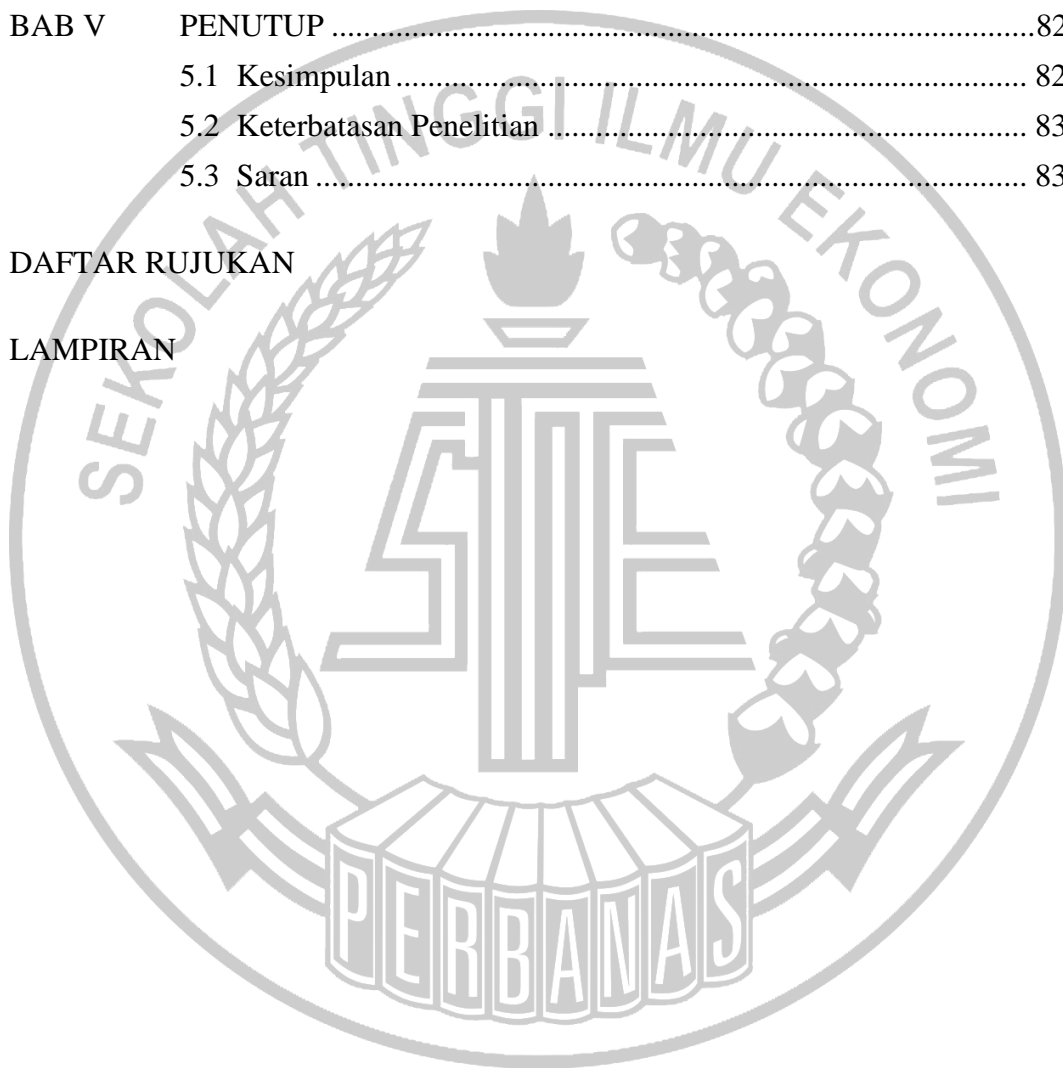 BAB V PENUTUP ............................................................................. 82
5.1 Kesimpulan ............................................................................. 82
5.2 Keterbatasan Penelitian ............................................................................. 83
5.3 Saran ............................................................................. 83
DAFTAR RUJUKAN
LAMPIRAN
SEKOLAH TINGGI ILMU EKONOMI
STIE
PERBANAS